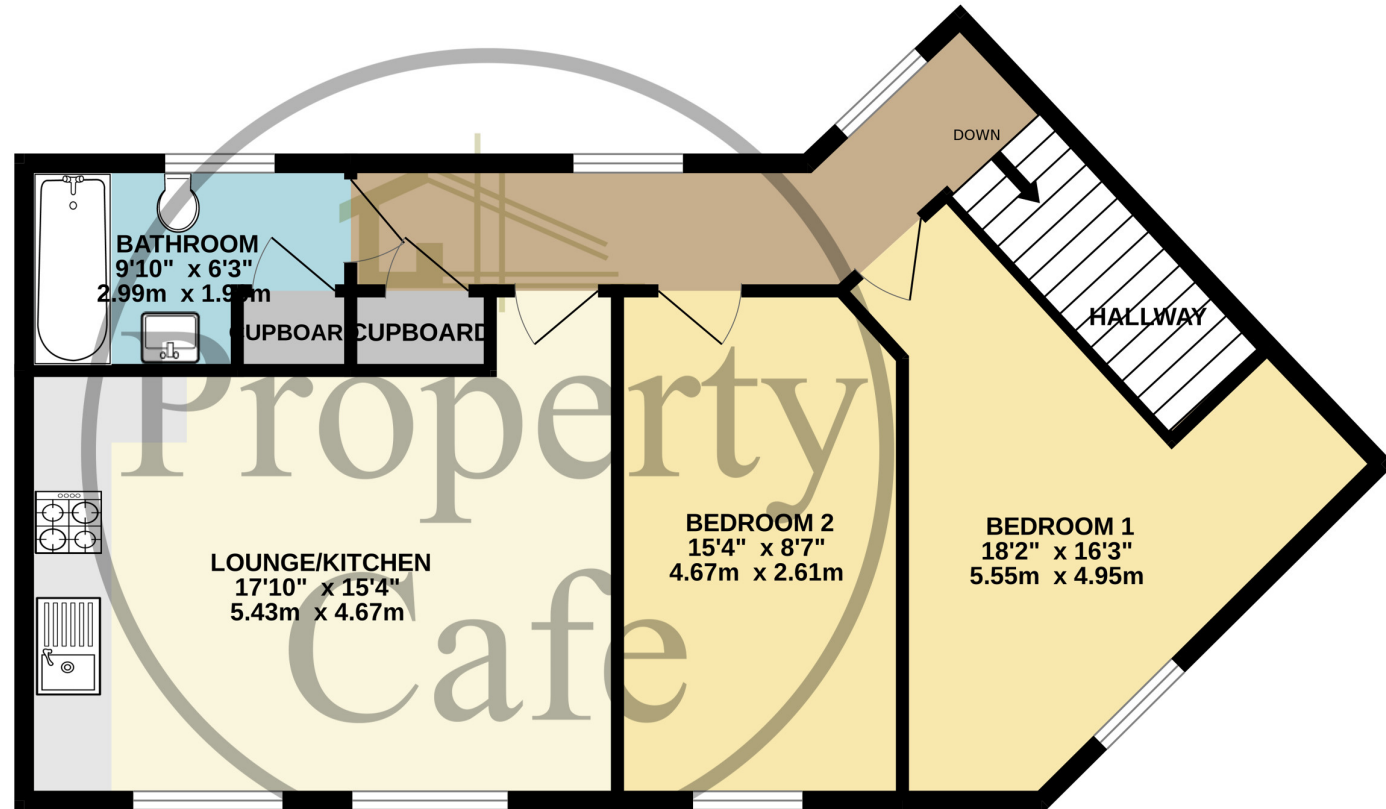 DOWN
BATHROOM
9'10" x 6'3"
2.99m x 1.9
CUPBOARD
HALLWAY
BEDROOM 2
15'4" x 8'7"
4.67m x 2.61m
BEDROOM 1
18'2" x 16'3"
5.55m x 4.95m
LOUNGE/KITCHEN
17'10" x 15'4"
5.43m x 4.67m
Property
Cafe